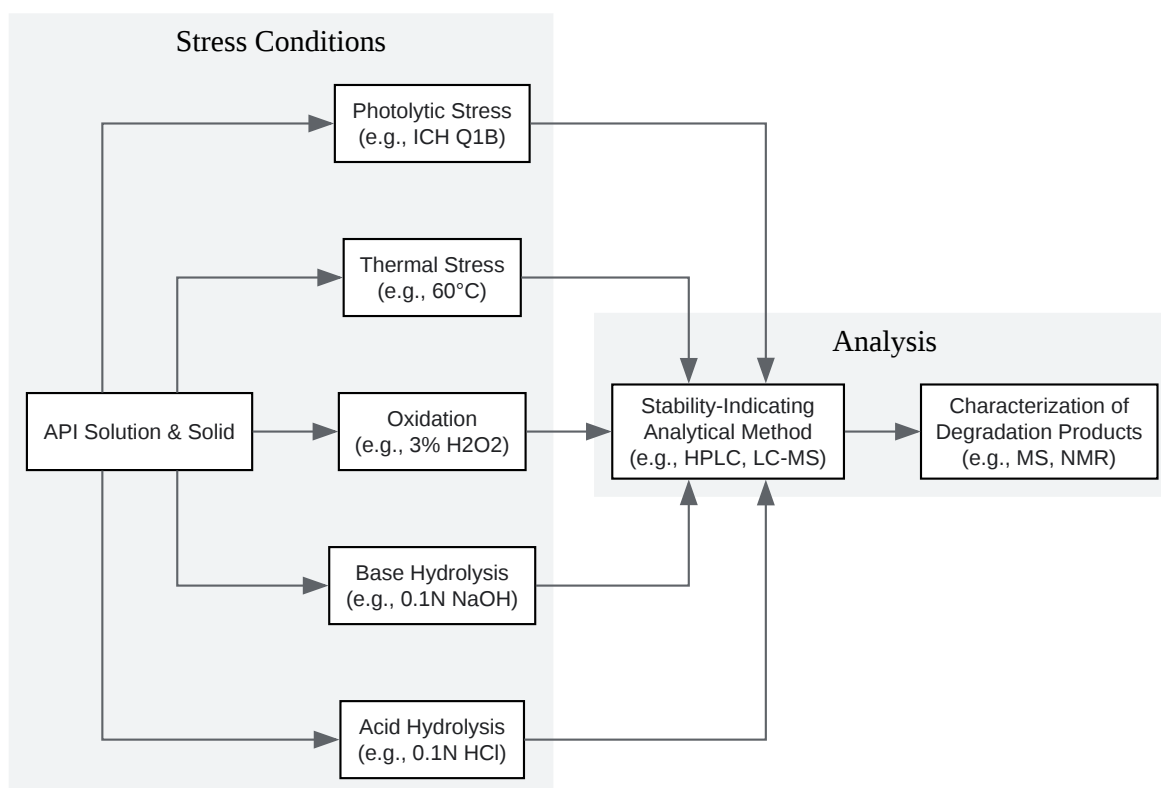 Stress Conditions
Photolytic Stress
(e.g., ICH Q1B)
Thermal Stress
(e.g., 60°C)
API Solution & Solid
Oxidation
(e.g., 3% H2O2)
Base Hydrolysis
(e.g., 0.1N NaOH)
Acid Hydrolysis
(e.g., 0.1N HCl)
Analysis
Stability-Indicating
Analytical Method
(e.g., HPLC, LC-MS)
Characterization of
Degradation Products
(e.g., MS, NMR)